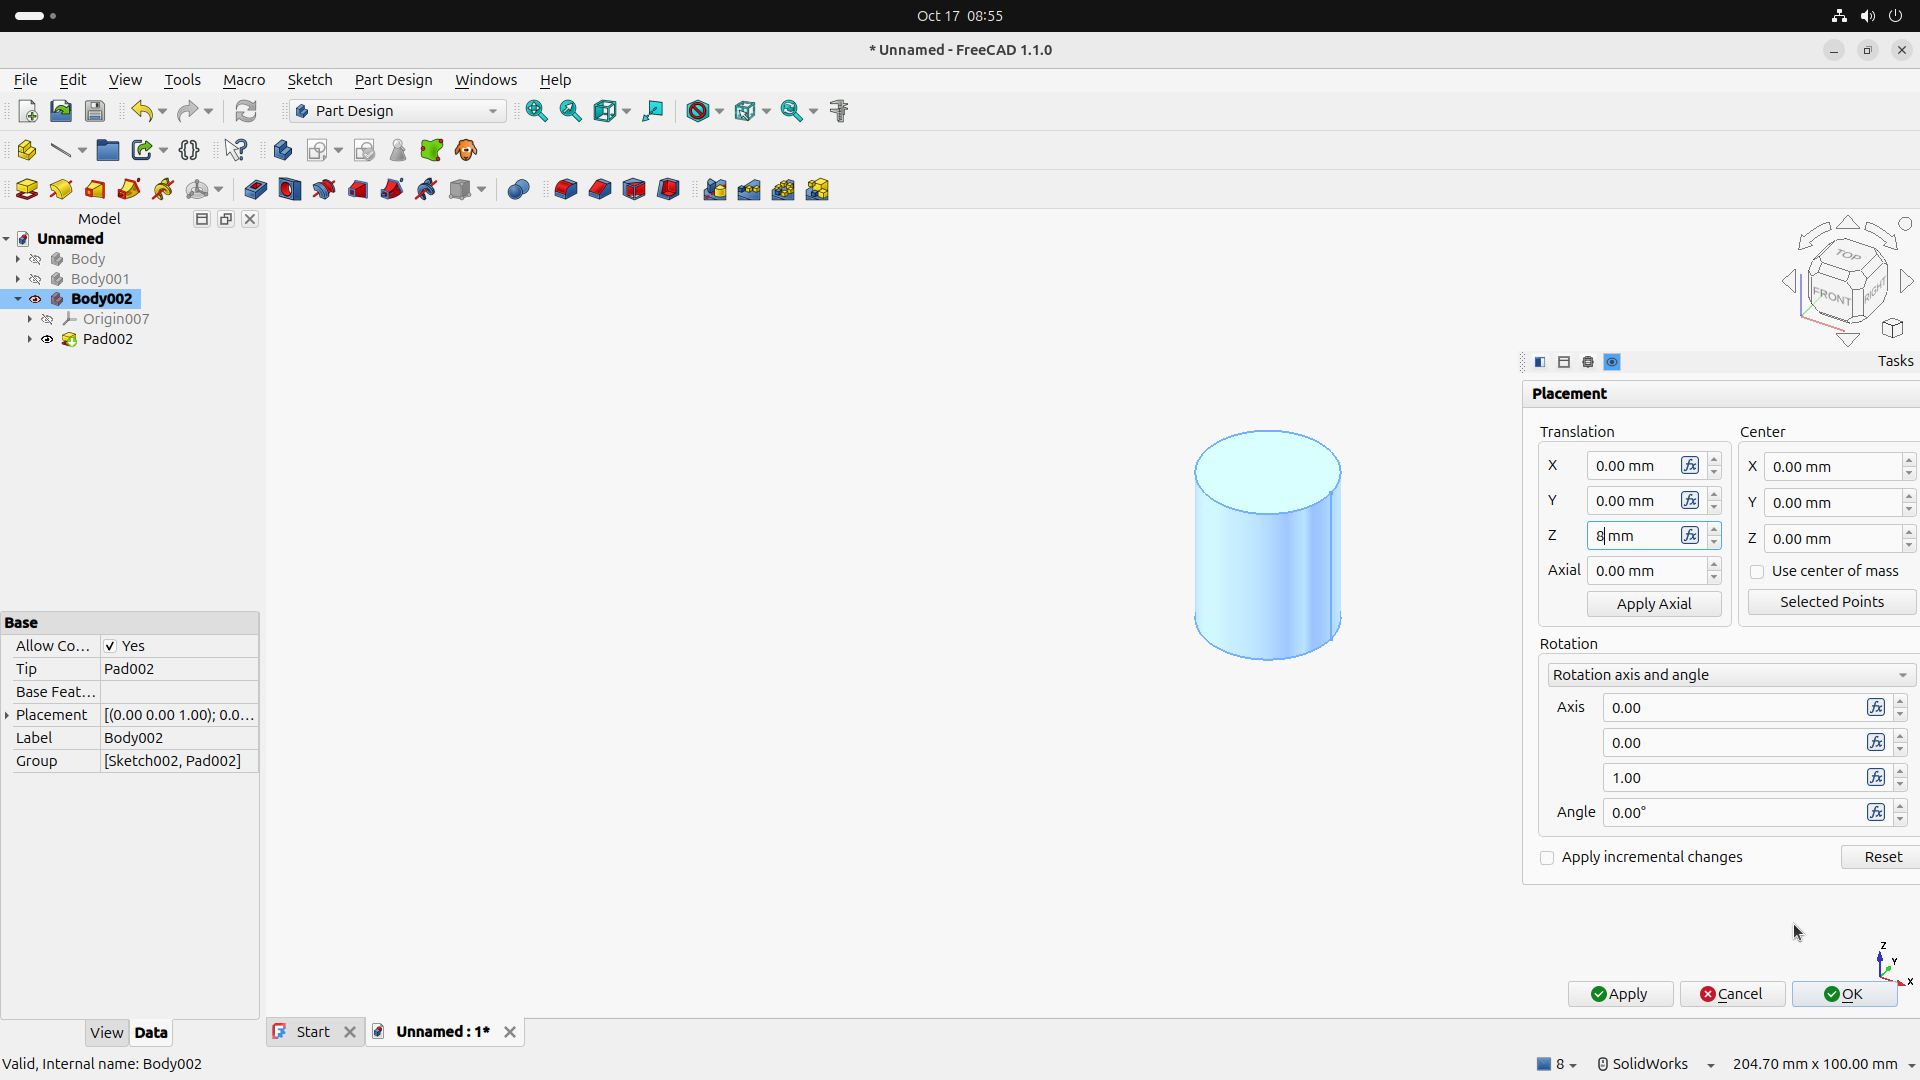 Oct 17 08:55
* Unnamed - FreeCAD 1.1.0
File Edit View Tools Macro Sketch Part Design Windows Help
Part Design
Model
Unnamed
Body
Body001
Body002
Origin007
Pad002
TOP
FRONT
RIGHT
Tasks
Placement
Translation
X 0.00 mm
Y 0.00 mm
Z 8 mm
Axial 0.00 mm
Apply Axial
Center
X 0.00 mm
Y 0.00 mm
Z 0.00 mm
Use center of mass
Selected Points
Rotation
Rotation axis and angle
Axis 0.00
0.00
1.00
Angle 0.00°
Apply incremental changes
Reset
Base
Allow Co... Yes
Tip Pad002
Base Feat...
Placement [(0.00 0.00 1.00); 0.0...
Label Body002
Group [Sketch002, Pad002]
Z
Y
X
Apply Cancel OK
View Data
Start
Unnamed : 1*
Valid, Internal name: Body002
8
SolidWorks
204.70 mm x 100.00 mm